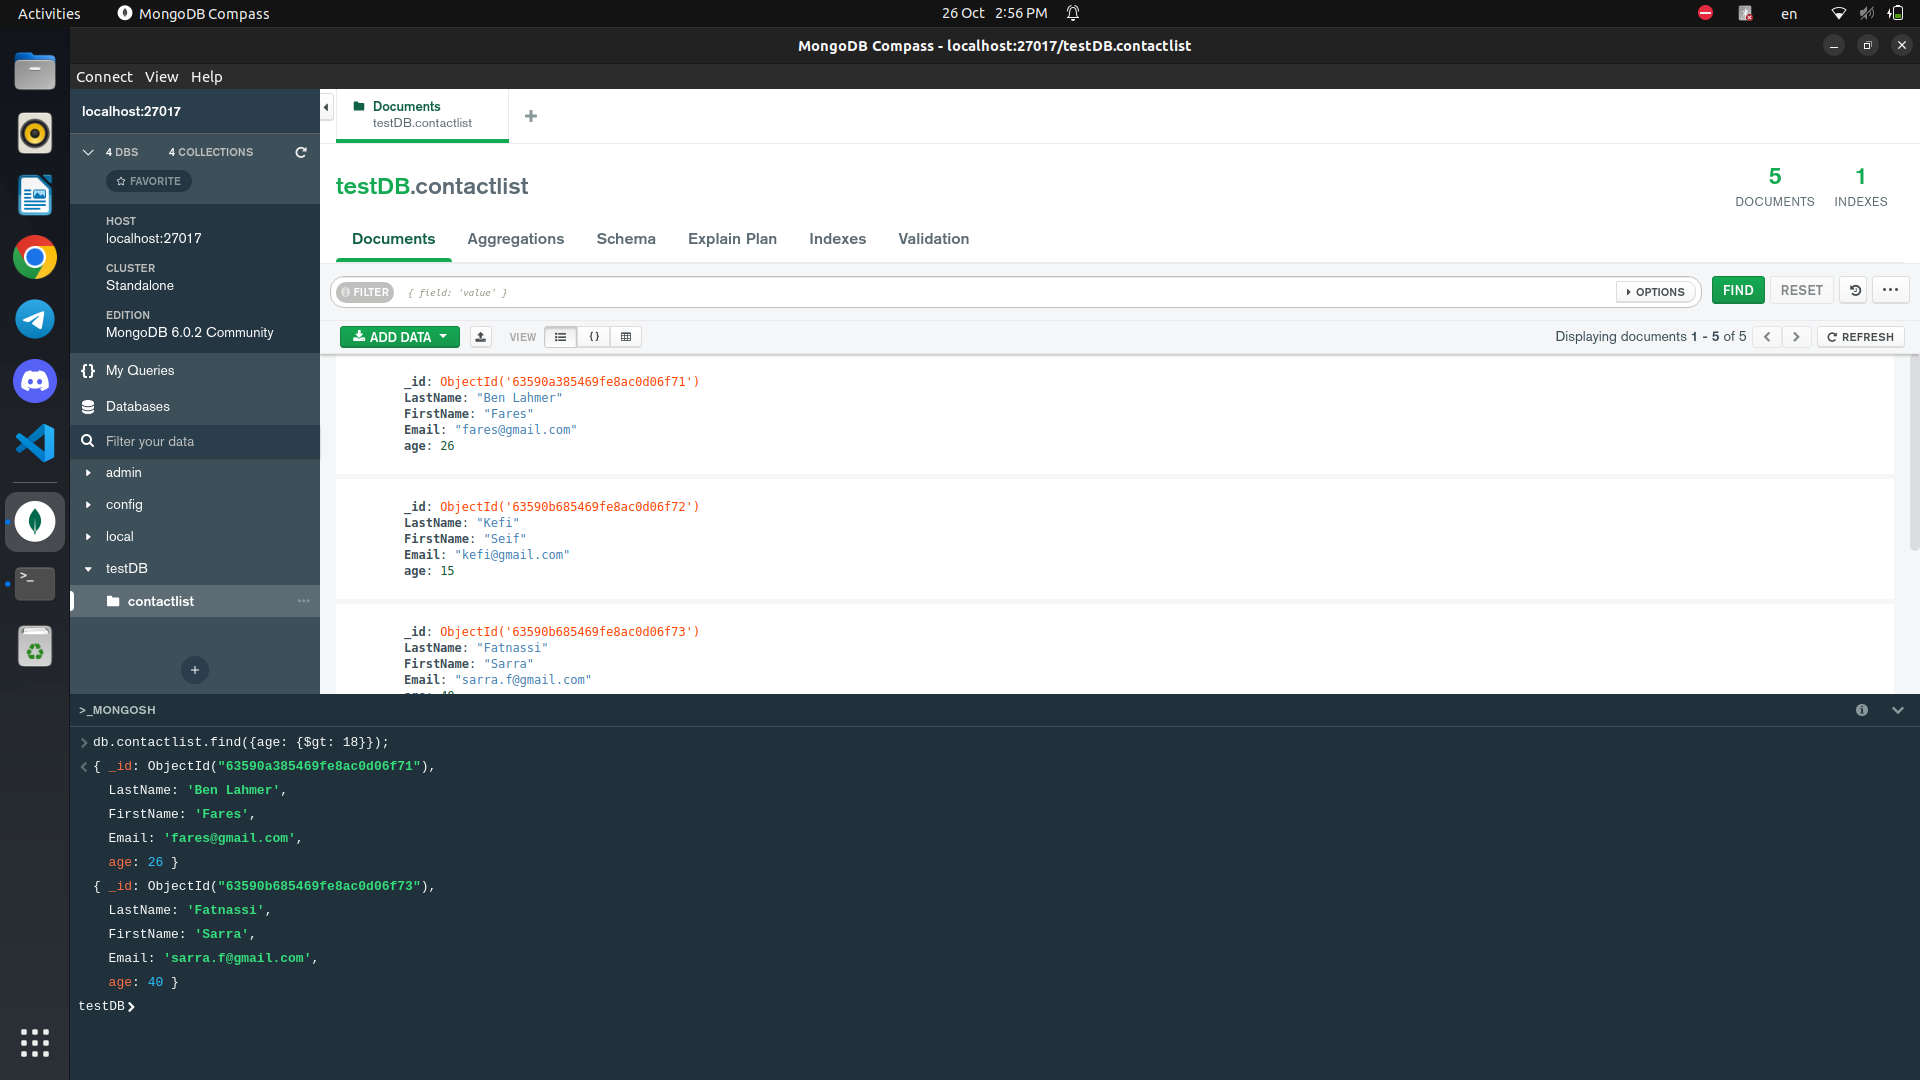 Activities
MongoDB Compass
26 Oct 2:56 PM
en
MongoDB Compass - localhost:27017/testDB.contactlist
Connect View Help
localhost:27017
4 DBS 4 COLLECTIONS
FAVORITE
HOST
localhost:27017
CLUSTER
Standalone
EDITION
MongoDB 6.0.2 Community
{} My Queries
Databases
Filter your data
admin
config
local
testDB
contactlist
Documents
testDB.contactlist
testDB.contactlist
5
DOCUMENTS
1
INDEXES
Documents Aggregations Schema Explain Plan Indexes Validation
FILTER { field: 'value' } OPTIONS FIND RESET
ADD DATA VIEW {} Displaying documents 1 - 5 of 5 REFRESH
_id: ObjectId('63590a385469fe8ac0d06f71')
LastName: "Ben Lahmer"
FirstName: "Fares"
Email: "fares@gmail.com"
age: 26
_id: ObjectId('63590b685469fe8ac0d06f72')
LastName: "Kefi"
FirstName: "Seif"
Email: "kefi@gmail.com"
age: 15
_id: ObjectId('63590b685469fe8ac0d06f73')
LastName: "Fatnassi"
FirstName: "Sarra"
Email: "sarra.f@gmail.com"
age: 40
>_MONGOSH
> db.contactlist.find({age: {$gt: 18}});
< { _id: ObjectId("63590a385469fe8ac0d06f71"),
LastName: 'Ben Lahmer',
FirstName: 'Fares',
Email: 'fares@gmail.com',
age: 26 }
{ _id: ObjectId("63590b685469fe8ac0d06f73"),
LastName: 'Fatnassi',
FirstName: 'Sarra',
Email: 'sarra.f@gmail.com',
age: 40 }
testDB>